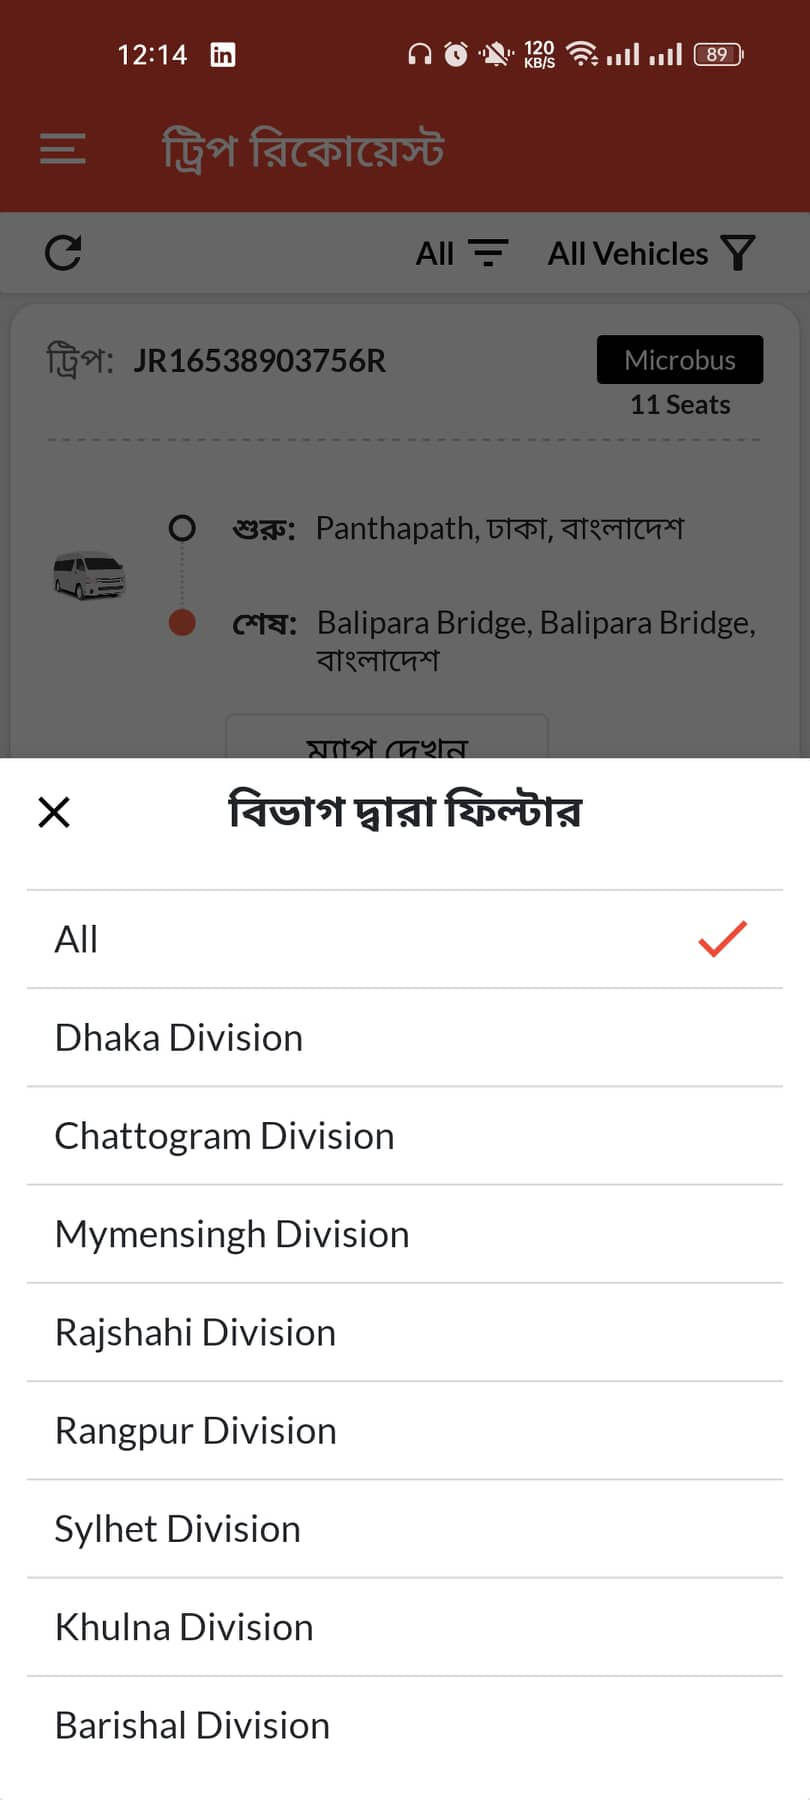 12:14 in 120 KB/S 89
ট্রিপ রিকোয়েস্ট
All All Vehicles
ট্রিপ: JR16538903756R Microbus
11 Seats
শুরু: Panthapath, ঢাকা, বাংলাদেশ
শেষ: Balipara Bridge, Balipara Bridge,
বাংলাদেশ
ম্যাপ দেখুন
বিভাগ দ্বারা ফিল্টার
All
Dhaka Division
Chattogram Division
Mymensingh Division
Rajshahi Division
Rangpur Division
Sylhet Division
Khulna Division
Barishal Division